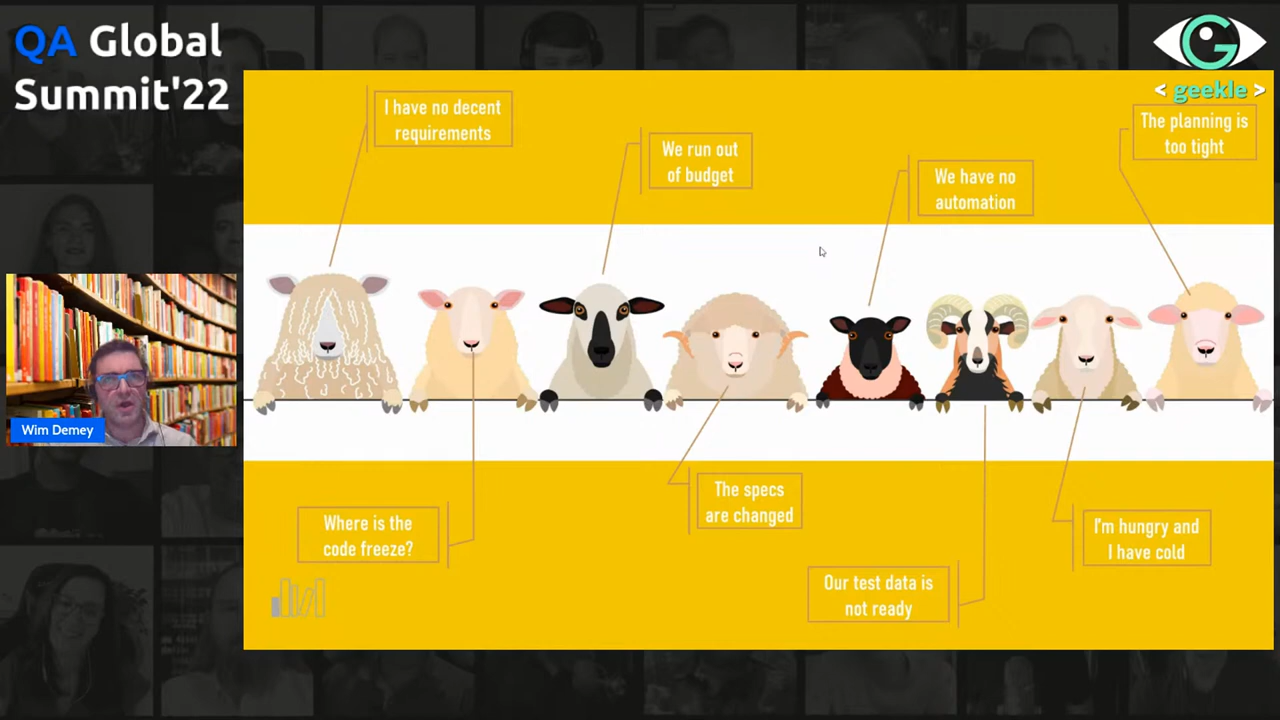 QA Global
Summit'22
< geekle >
I have no decent
requirements
We run out
of budget
We have no
automation
The planning is
too tight
Wim Demey
Where is the
code freeze?
The specs
are changed
Our test data is
not ready
I'm hungry and
I have cold